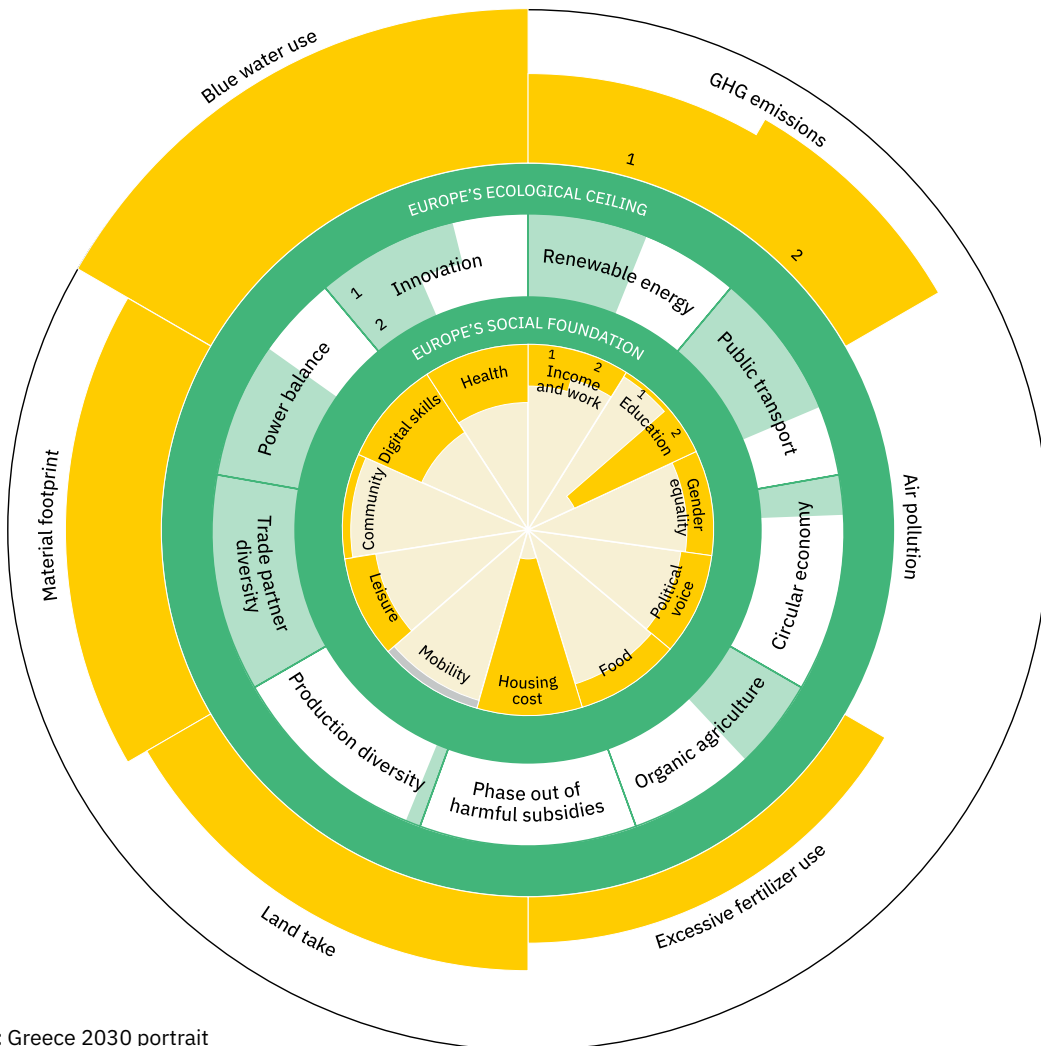 Blue water use
GHG emissions
1
2
EUROPE'S ECOLOGICAL CEILING
Innovation
1
2
Renewable energy
Public transport
Power balance
EUROPE'S SOCIAL FOUNDATION
Health
1
2
Income
and work
1
2
Education
Digital skills
Gender
equality
Community
Material footprint
Air pollution
Trade partner
diversity
Circular economy
Leisure
Political
voice
Mobility
Housing
cost
Food
Production diversity
Phase out of
harmful subsidies
Organic agriculture
Land take
Excessive fertilizer use
: Greece 2030 portrait